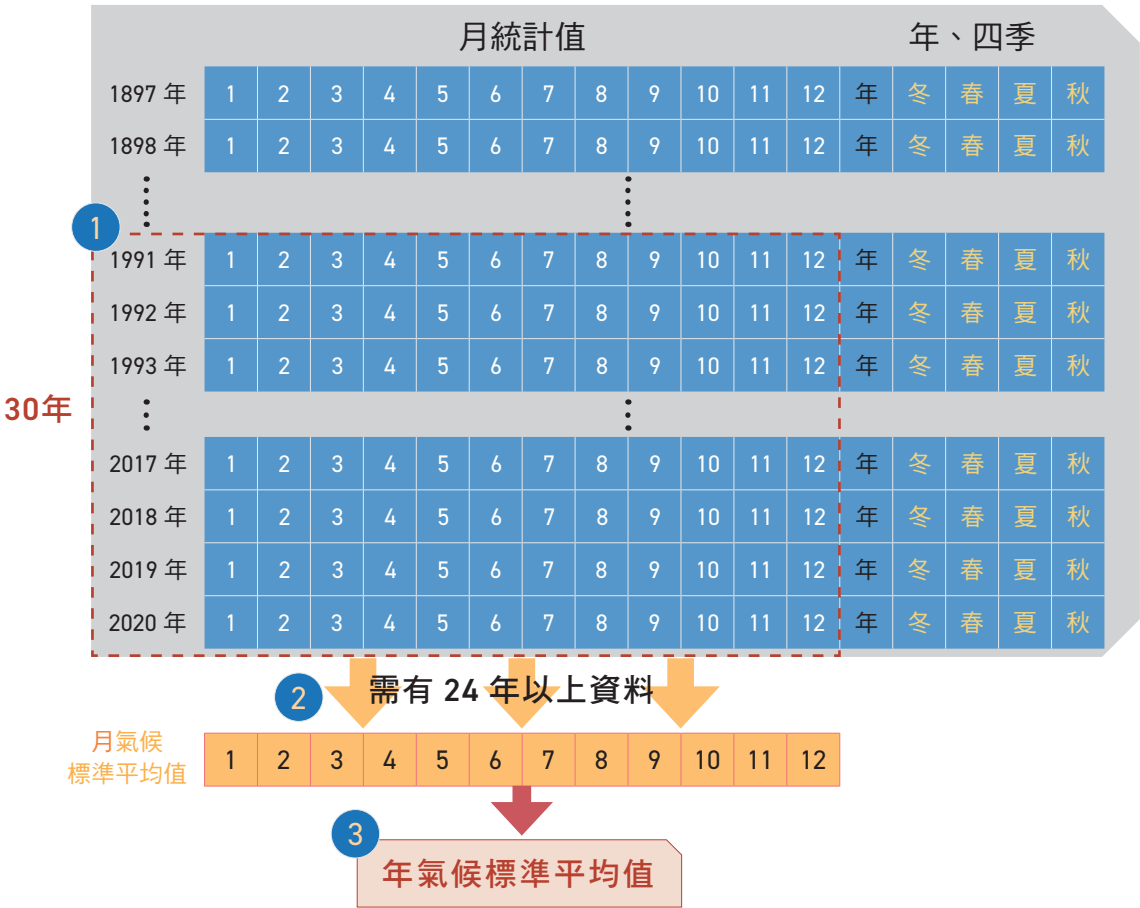 月統計值 年、四季
1897 年 1 2 3 4 5 6 7 8 9 10 11 12 年 冬 春 夏 秋
1898 年 1 2 3 4 5 6 7 8 9 10 11 12 年 冬 春 夏 秋
1
1991 年 1 2 3 4 5 6 7 8 9 10 11 12 年 冬 春 夏 秋
1992 年 1 2 3 4 5 6 7 8 9 10 11 12 年 冬 春 夏 秋
1993 年 1 2 3 4 5 6 7 8 9 10 11 12 年 冬 春 夏 秋
30年
2017 年 1 2 3 4 5 6 7 8 9 10 11 12 年 冬 春 夏 秋
2018 年 1 2 3 4 5 6 7 8 9 10 11 12 年 冬 春 夏 秋
2019 年 1 2 3 4 5 6 7 8 9 10 11 12 年 冬 春 夏 秋
2020 年 1 2 3 4 5 6 7 8 9 10 11 12 年 冬 春 夏 秋
2 需有 24 年以上資料
月氣候
標準平均值 1 2 3 4 5 6 7 8 9 10 11 12
3
年氣候標準平均值